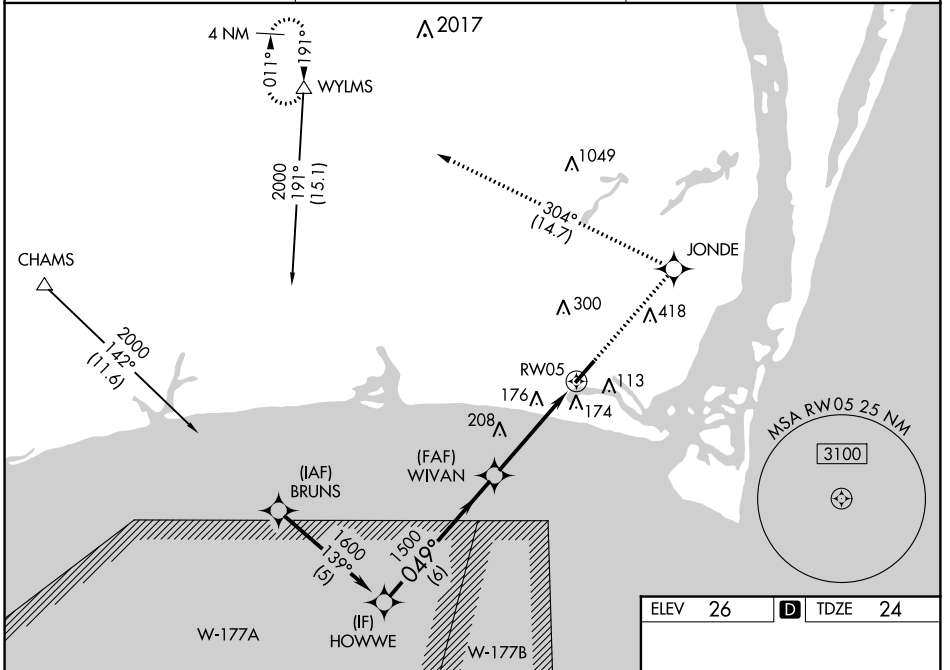 4 NM
2017
011°
191°
WYLMS
2000
191°
(15.1)
1049
304°
(14.7)
JONDE
CHAMS
2000
142°
(11.6)
300
418
RW05
113
176
174
208
(FAF)
WIVAN
MSA RW05 25 NM
3100
(IAF)
BRUNS
1600
139°
(5)
1500
049°
(6)
(IF)
HOWWE
W-177A
W-177B
ELEV 26 D TDZE 24